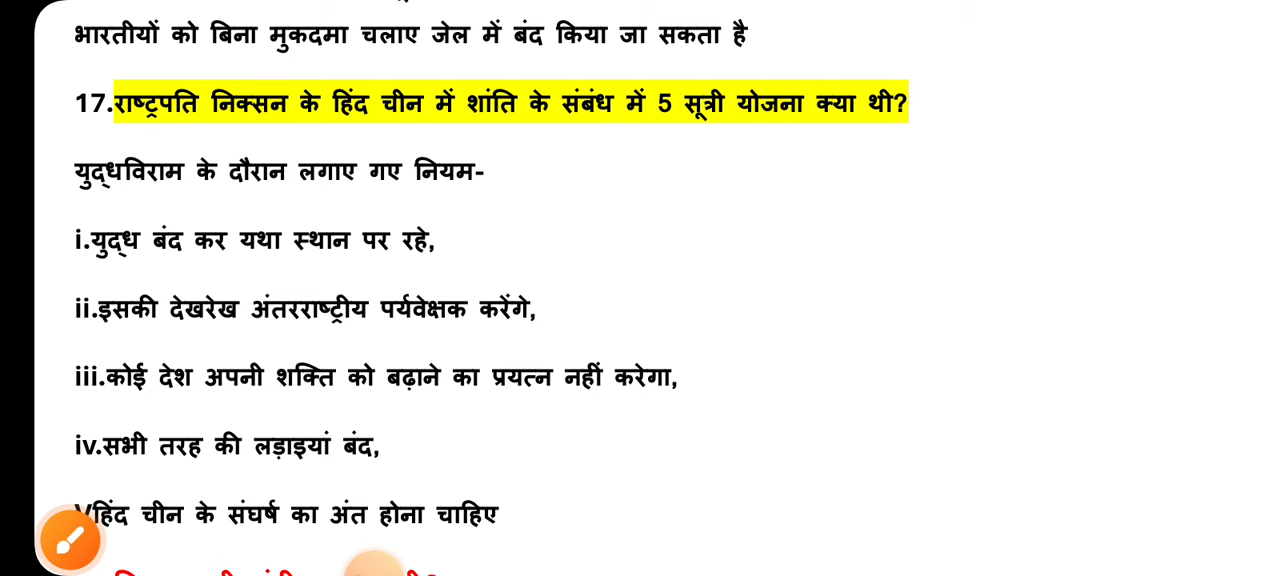 भारतीयों को बिना मुकदमा चलाए जेल में बंद किया जा सकता है
17.राष्ट्रपति निक्सन के हिंद चीन में शांति के संबंध में 5 सूत्री योजना क्या थी?
युद्धविराम के दौरान लगाए गए नियम-
i.युद्ध बंद कर यथा स्थान पर रहे,
ii.इसकी देखरेख अंतरराष्ट्रीय पर्यवेक्षक करेंगे,
iii.कोई देश अपनी शक्ति को बढ़ाने का प्रयत्न नहीं करेगा,
iv.सभी तरह की लड़ाइयां बंद,
Vहिंद चीन के संघर्ष का अंत होना चाहिए